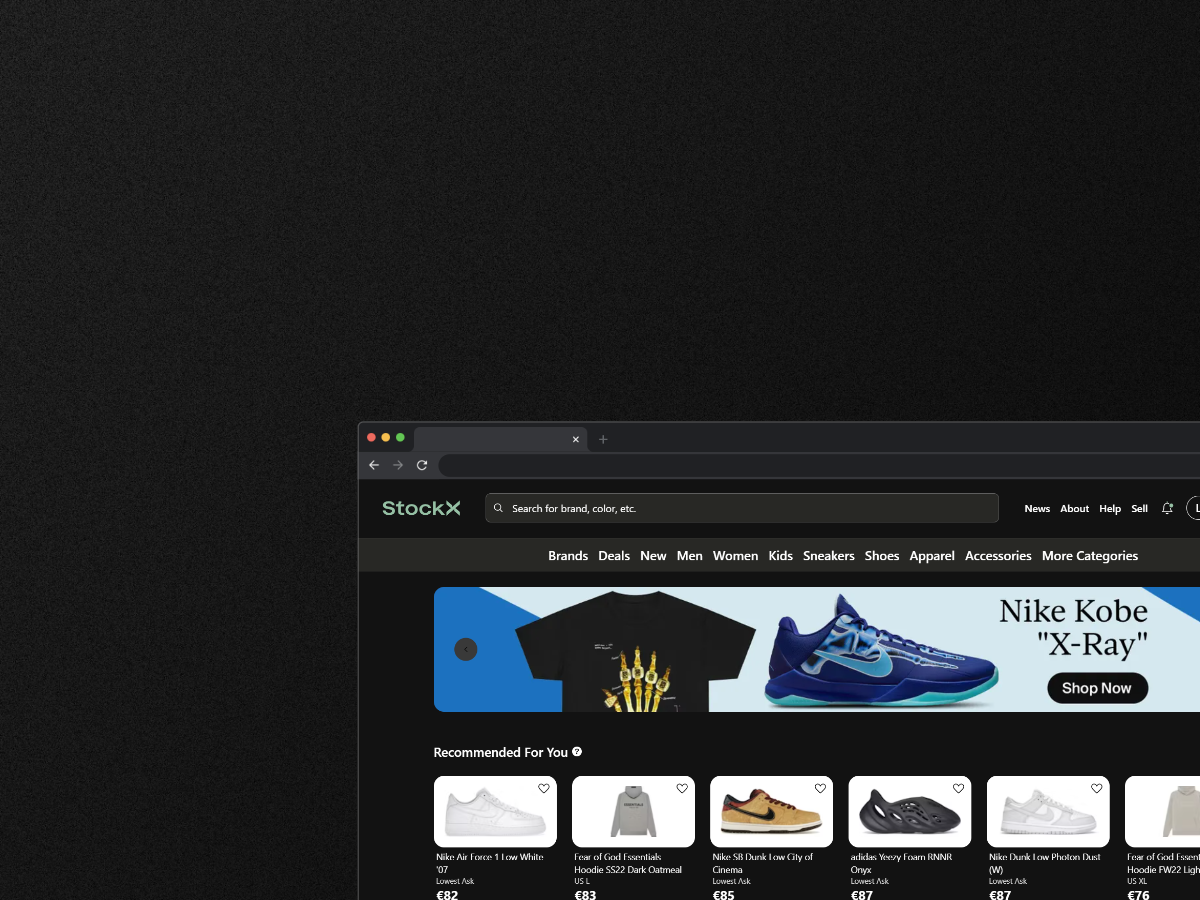 StockX
Search for brand, color, etc.
News About Help Sell
Brands Deals New Men Women Kids Sneakers Shoes Apparel Accessories More Categories
Nike Kobe
"X-Ray"
Shop Now
Recommended For You
Nike Air Force 1 Low White
'07
Lowest Ask
€82
Fear of God Essentials
Hoodie SS22 Dark Oatmeal
US L
€83
Nike SB Dunk Low City of
Cinema
Lowest Ask
€85
adidas Yeezy Foam RNNR
Onyx
Lowest Ask
€87
Nike Dunk Low Photon Dust
(W)
Lowest Ask
€87
Fear of God Essent
Hoodie FW22 Ligh
US XL
€76